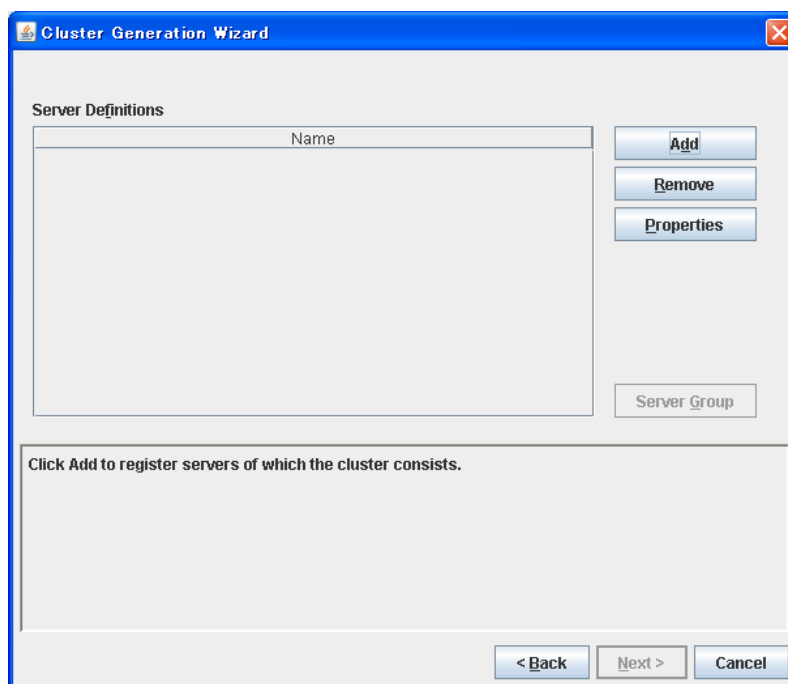 Cluster Generation Wizard
Server Definitions
Name
Add
Remove
Properties
Server Group
Click Add to register servers of which the cluster consists.
< Back
Next >
Cancel